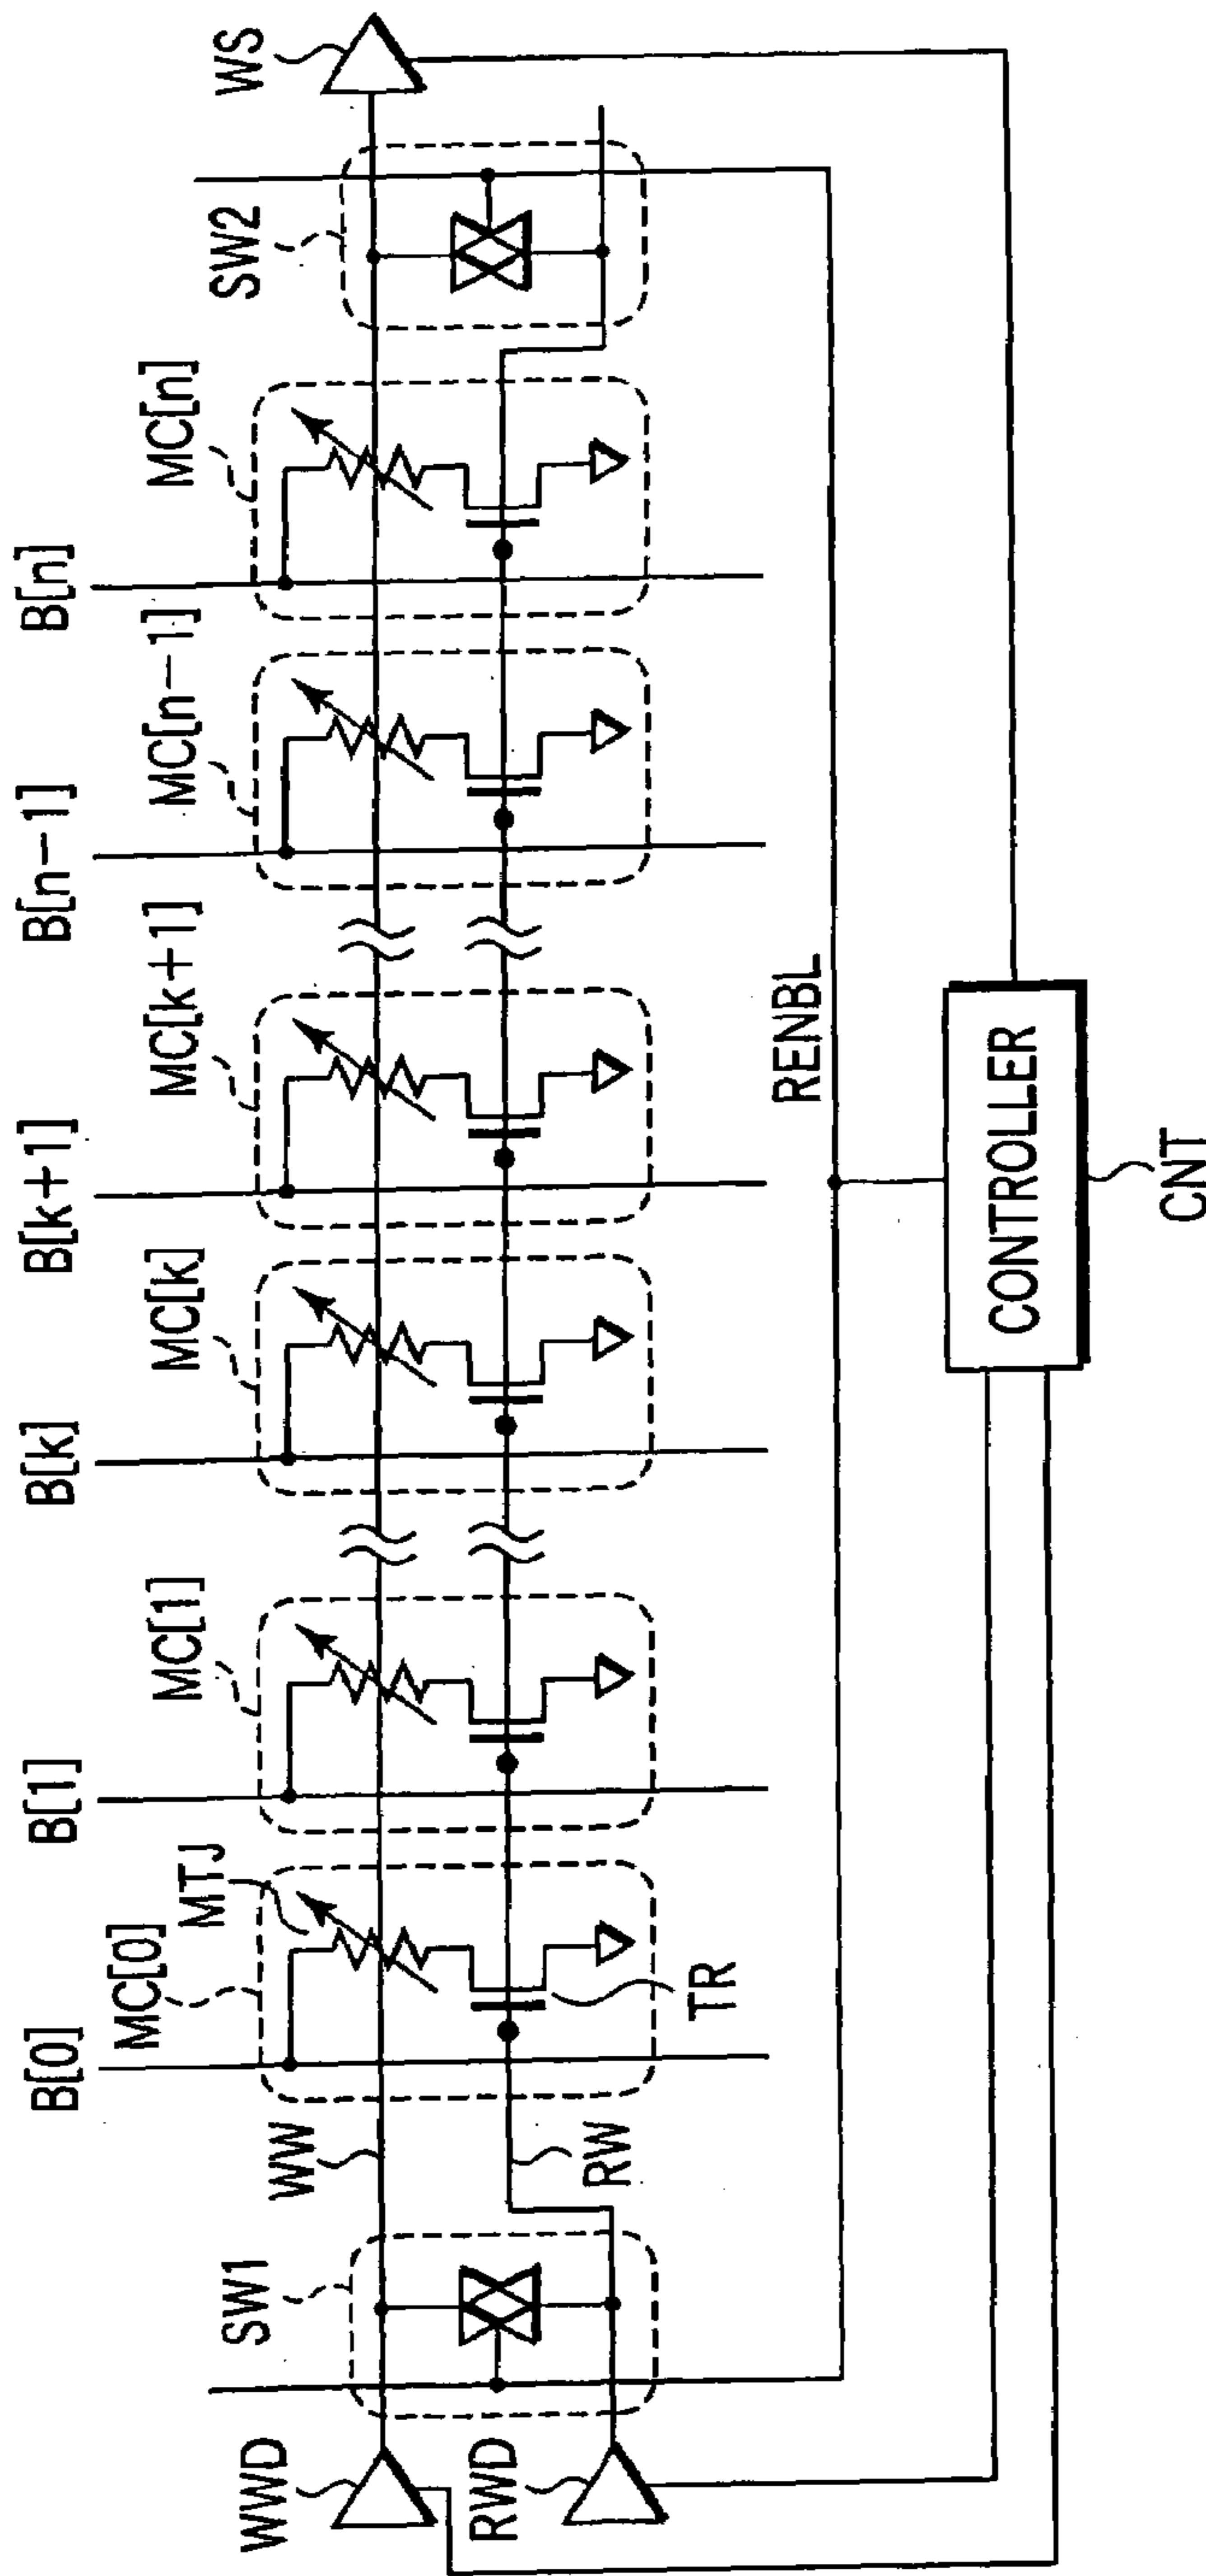 B[0]
B[1]
B[k]
B[k+1]
B[n−1]
B[n]
MC[0]
MTJ
MC[1]
MC[k]
MC[k+1]
MC[n−1]
MC[n]
SW1
SW2
WS
WWD
WW
RWD
RW
TR
RENBL
CONTROLLER
CNT